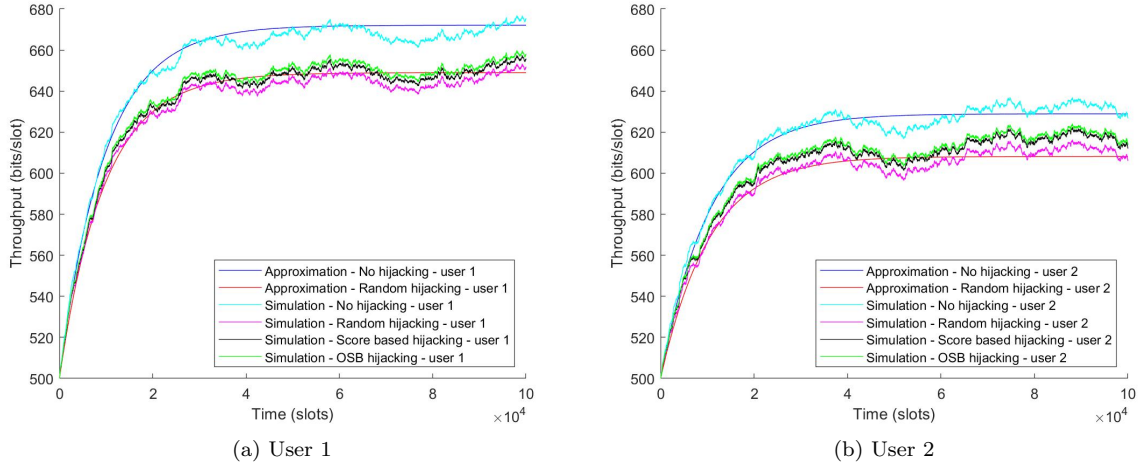 680
660
640
620
600
580
560
540
520
500
Throughput (bits/slot)
0 2 4 6 8 10
Time (slots)
×10⁴
Approximation - No hijacking - user 1
Approximation - Random hijacking - user 1
Simulation - No hijacking - user 1
Simulation - Random hijacking - user 1
Simulation - Score based hijacking - user 1
Simulation - OSB hijacking - user 1
(a) User 1
680
660
640
620
600
580
560
540
520
500
Throughput (bits/slot)
0 2 4 6 8 10
Time (slots)
×10⁴
Approximation - No hijacking - user 2
Approximation - Random hijacking - user 2
Simulation - No hijacking - user 2
Simulation - Random hijacking - user 2
Simulation - Score based hijacking - user 2
Simulation - OSB hijacking - user 2
(b) User 2